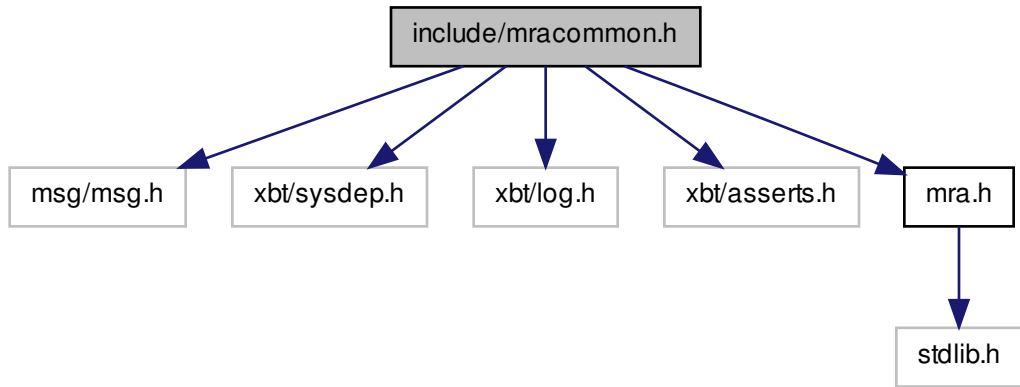 include/mracommon.h
msg/msg.h
xbt/sysdep.h
xbt/log.h
xbt/asserts.h
mra.h
stdlib.h